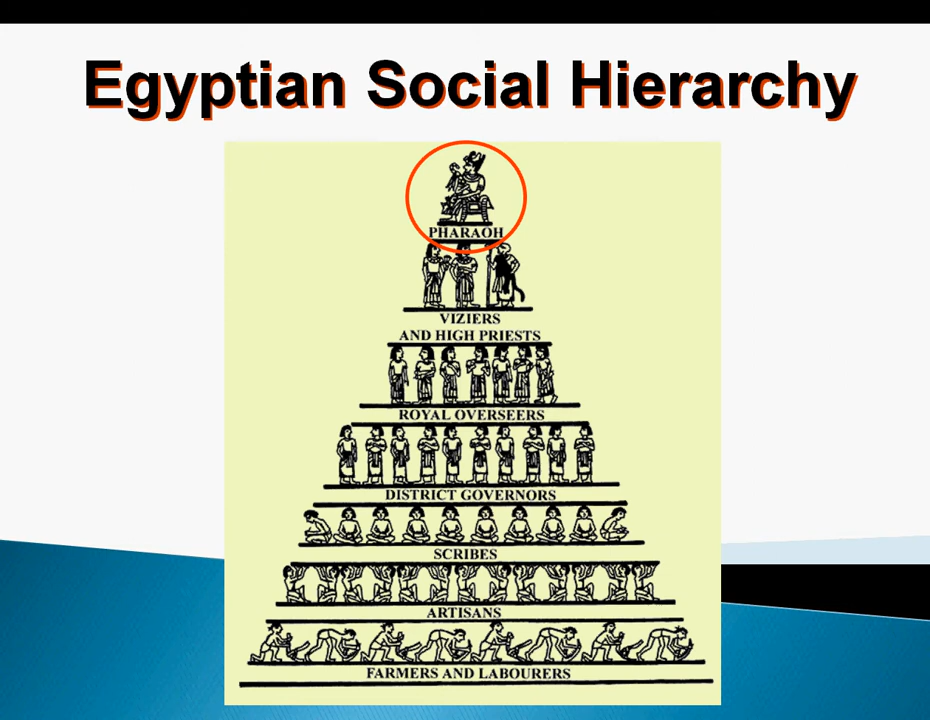 Egyptian Social Hierarchy
PHARAOH
VIZIERS
AND HIGH PRIESTS
ROYAL OVERSEERS
DISTRICT GOVERNORS
SCRIBES
ARTISANS
FARMERS AND LABOURERS